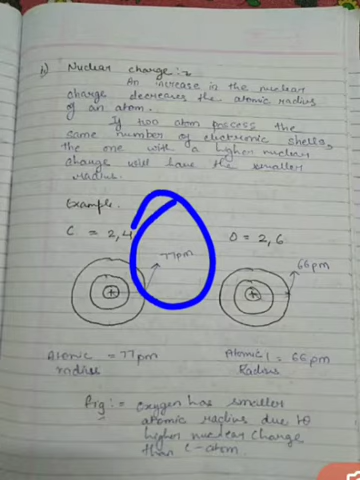 b) Nuclear charge :-
An increase in the nuclear
charge decreases the atomic radius
of an atom.
If two atom process the
same number of electronic shells,
the one with a higher nuclear
charge will have the smaller
radius.
Example.
C = 2,4 O = 2,6
77pm 66pm
+ +
Atomic radius = 77pm Atomic Radius = 66pm
Arg := Oxygen has smaller
atomic radius due to
higher nuclear charge
than C-atom